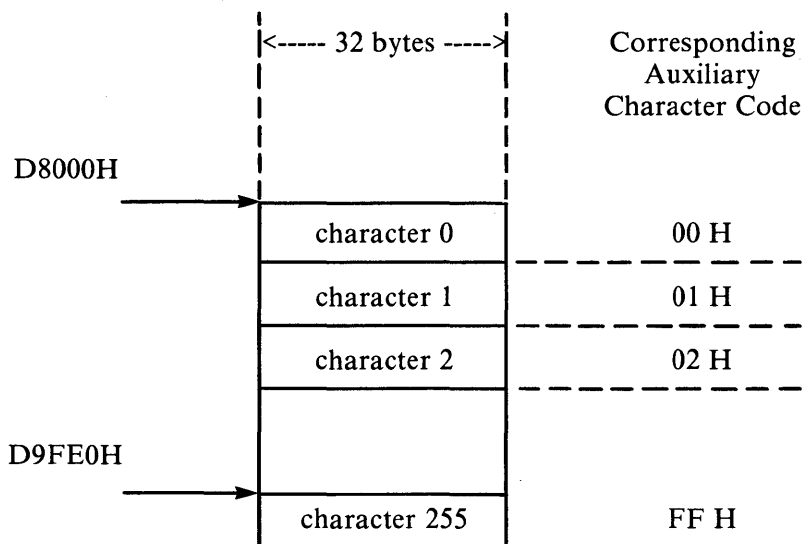 <----- 32 bytes ----->
Corresponding
Auxiliary
Character Code
D8000H
character 0 00 H
character 1 01 H
character 2 02 H
D9FE0H
character 255 FF H